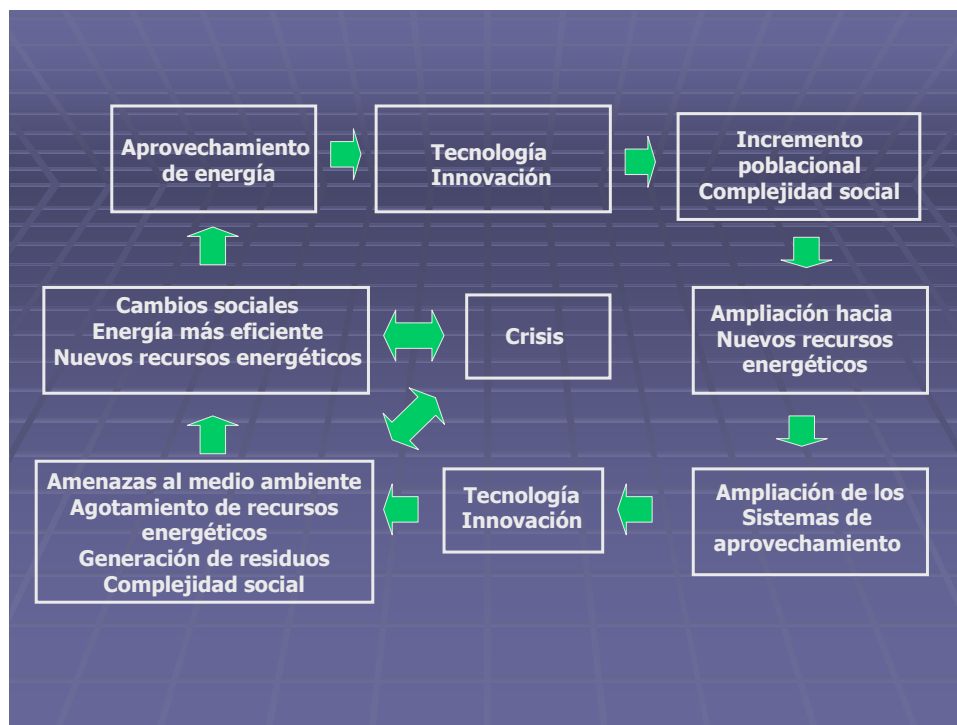 Aprovechamiento
de energía
Tecnología
Innovación
Incremento
poblacional
Complejidad social
Cambios sociales
Energía más eficiente
Nuevos recursos energéticos
Crisis
Ampliación hacia
Nuevos recursos
energéticos
Amenazas al medio ambiente
Agotamiento de recursos
energéticos
Generación de residuos
Complejidad social
Tecnología
Innovación
Ampliación de los
Sistemas de
aprovechamiento